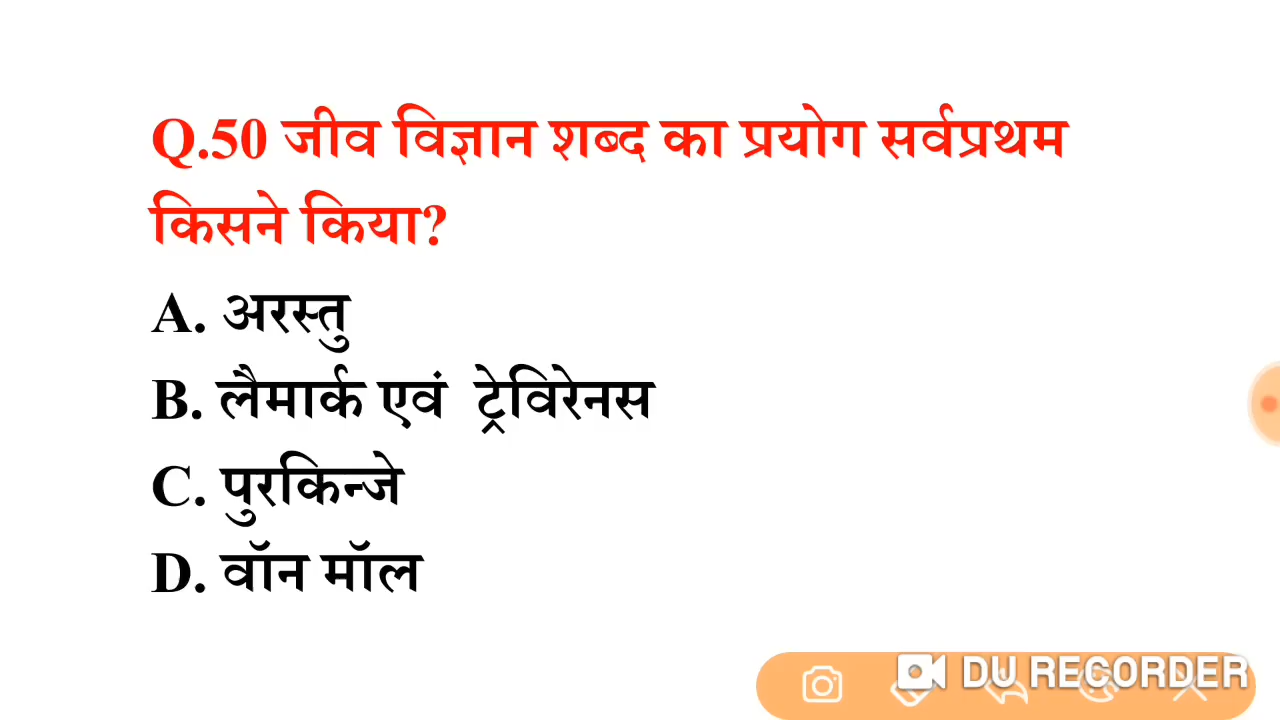 Q.50 जीव विज्ञान शब्द का प्रयोग सर्वप्रथम
किसने किया?
A. अरस्तु
B. लैमार्क एवं ट्रेविरेनस
C. पुरकिन्जे
D. वॉन मॉल
DU RECORDER